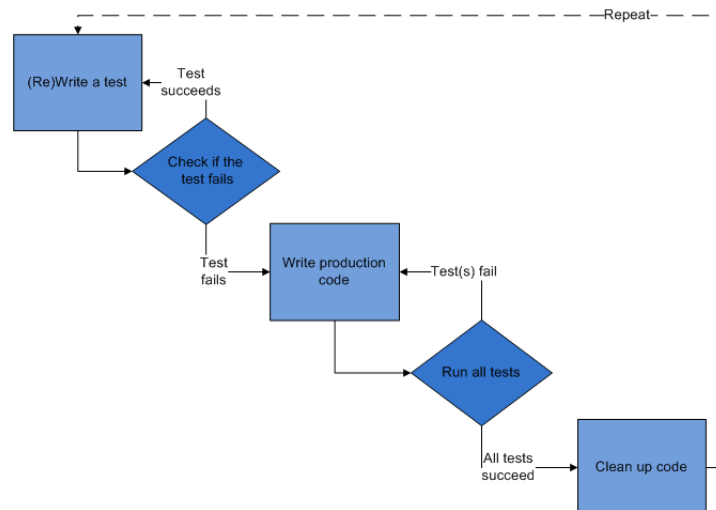 Repeat
(Re)Write a test
Test
succeeds
Check if the
test fails
Test
fails
Write production
code
Test(s) fail
Run all tests
All tests
succeed
Clean up code